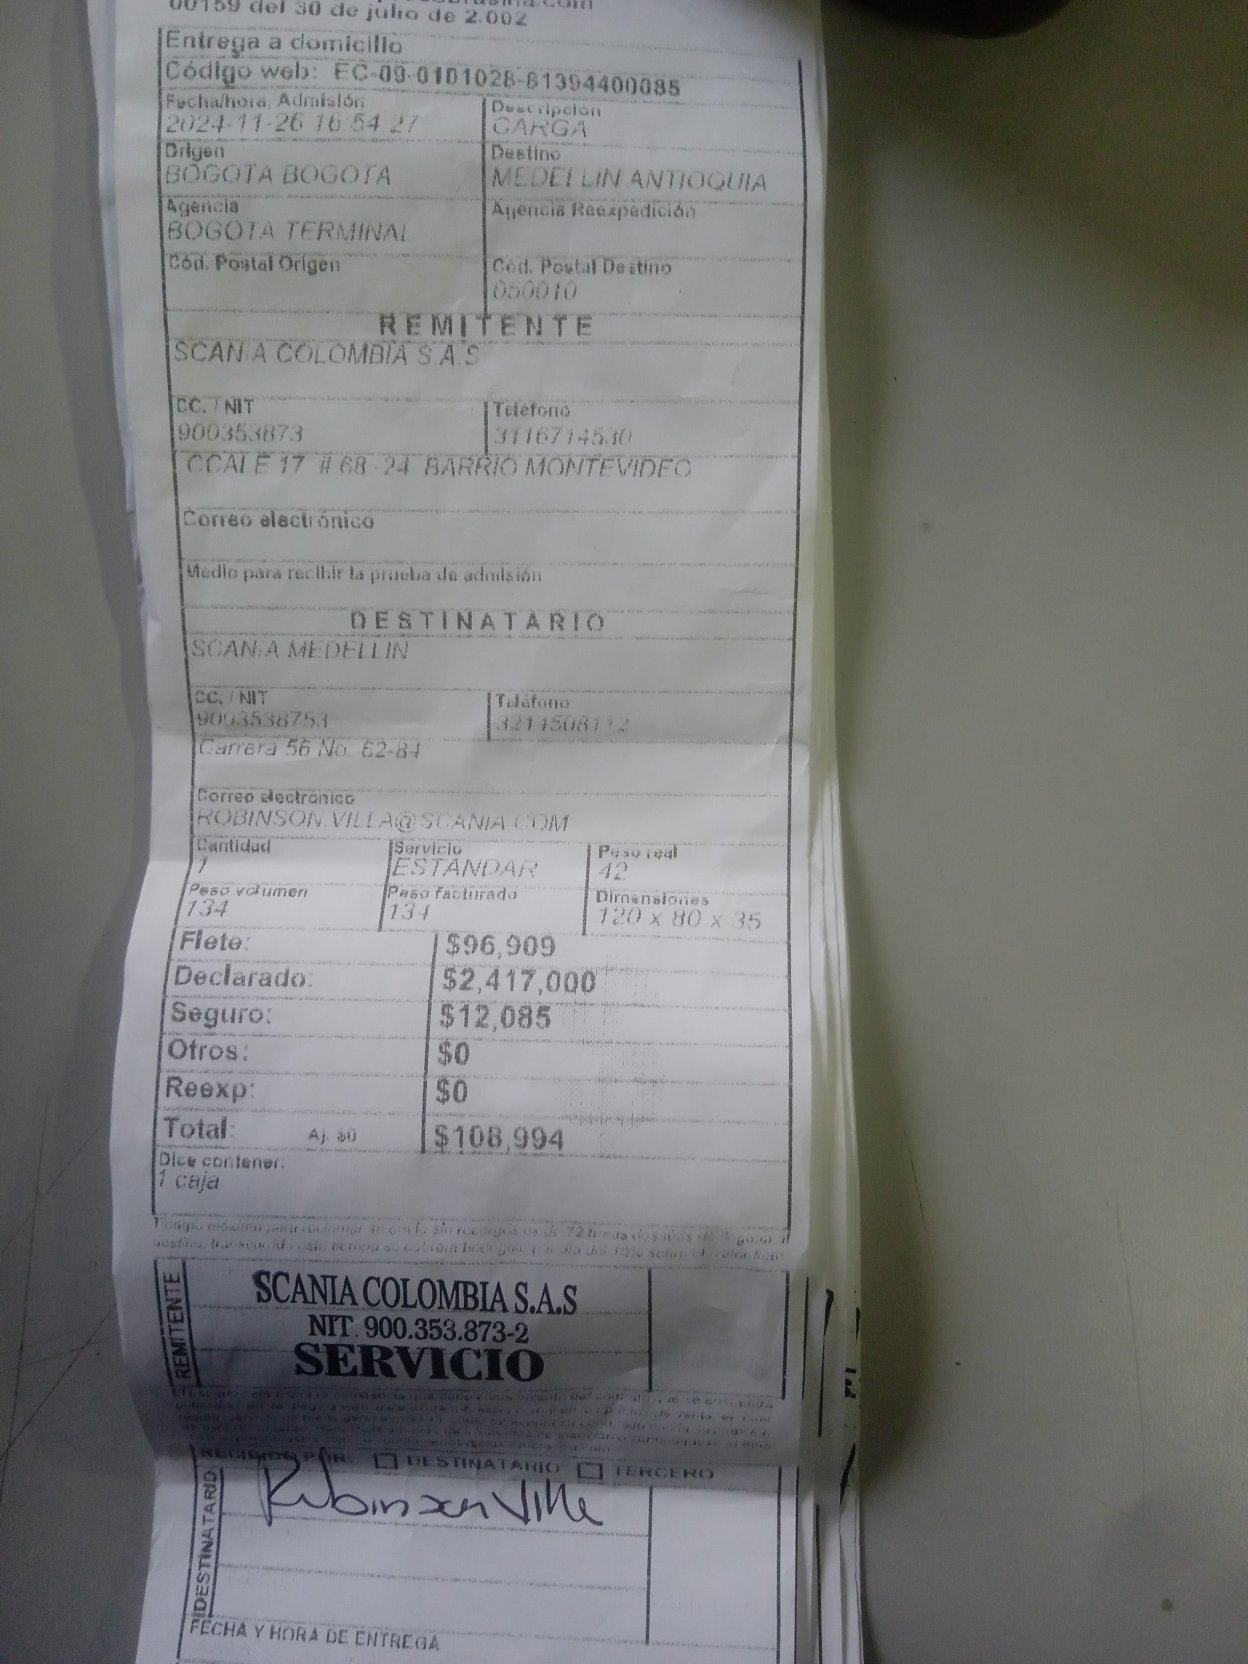 00159 del 30 de julio de 2.002
Entrega a domicilio
Código web: EC-09-0101028-81394400085
Fecha/hora, Admisión
2024-11-26 16:54:27
Descripción
CARGA
Origen
BOGOTA BOGOTA
Destino
MEDELLIN ANTIOQUIA
Agencia
BOGOTA TERMINAL
Agencia Reexpedición
Cód. Postal Origen
Cód. Postal Destino
050010
REMITENTE
SCANIA COLOMBIA S.A.S
CC. / NIT
900353873
Teléfono
3116714530
CCALE 17 # 68 -24 BARRIO MONTEVIDEO
Correo electrónico
Medio para recibir la prueba de admisión
DESTINATARIO
SCANIA MEDELLIN
CC. / NIT
9003538753
Teléfono
3214508112
Carrera 56 No. 62-84
Correo electrónico
ROBINSON.VILLA@SCANIA.COM
Cantidad
1
Servicio
ESTÁNDAR
Peso real
42
Peso volumen
134
Peso facturado
134
Dimensiones
120 x 80 x 35
Flete: $96,909
Declarado: $2,417,000
Seguro: $12,085
Otros: $0
Reexp: $0
Total: Aj. $0 $108,994
Dice contener:
1 caja
REMITENTE
SCANIA COLOMBIA S.A.S
NIT. 900.353.873-2
SERVICIO
RECIBIDO POR: DESTINATARIO TERCERO
DESTINATARIO
Robinson Villa
FECHA Y HORA DE ENTREGA